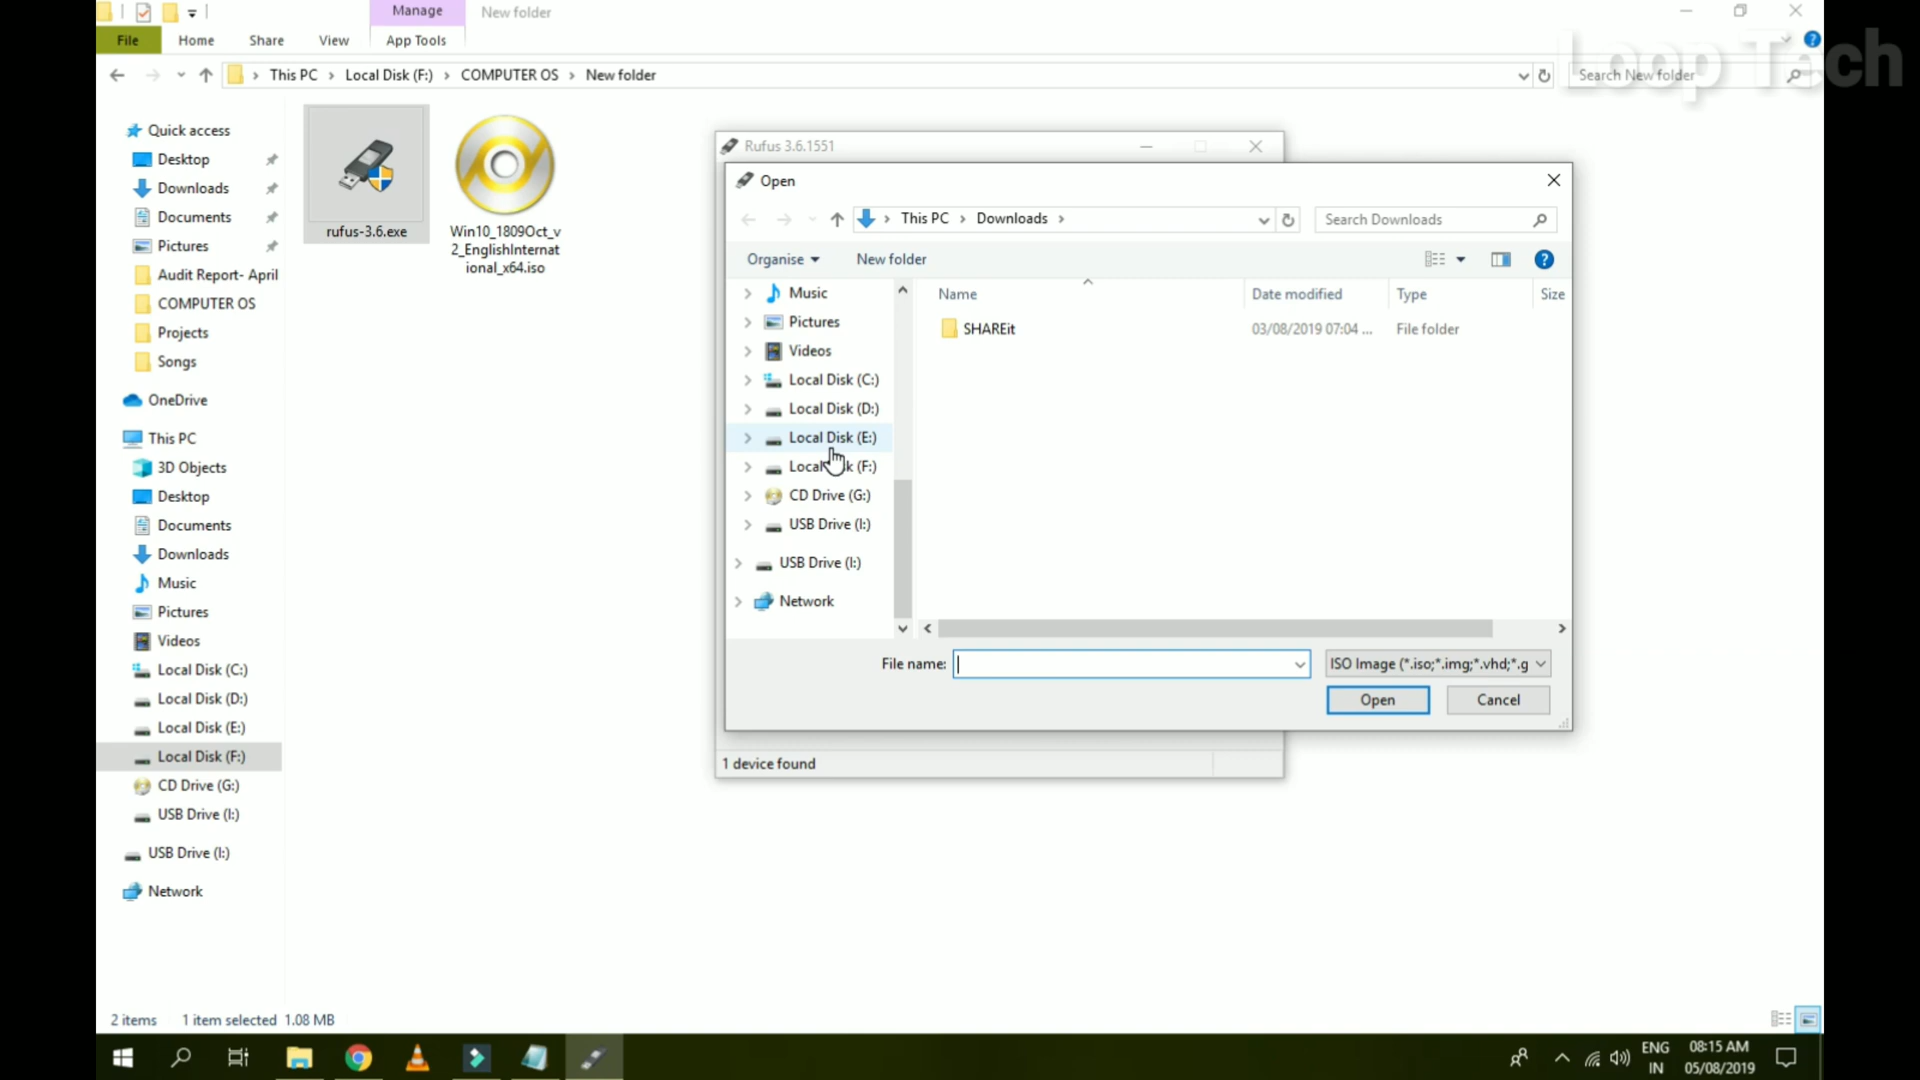 Manage
New folder
File
Home
Share
View
App Tools
Loop Tech
This PC
Local Disk (F:)
COMPUTER OS
New folder
Search New folder
Quick access
Desktop
Downloads
Documents
Pictures
Audit Report- April
COMPUTER OS
Projects
Songs
OneDrive
This PC
3D Objects
Desktop
Documents
Downloads
Music
Pictures
Videos
Local Disk (C:)
Local Disk (D:)
Local Disk (E:)
Local Disk (F:)
CD Drive (G:)
USB Drive (I:)
USB Drive (I:)
Network
rufus-3.6.exe
Win10_1809Oct_v
2_EnglishInternat
ional_x64.iso
Rufus 3.6.1551
Open
This PC
Downloads
Search Downloads
Organise
New folder
Name
Date modified
Type
Size
SHAREit
03/08/2019 07:04 ...
File folder
Music
Pictures
Videos
Local Disk (C:)
Local Disk (D:)
Local Disk (E:)
Local Disk (F:)
CD Drive (G:)
USB Drive (I:)
USB Drive (I:)
Network
File name:
ISO Image (*.iso;*.img;*.vhd;*.g
Open
Cancel
1 device found
2 items
1 item selected 1.08 MB
ENG
IN
08:15 AM
05/08/2019